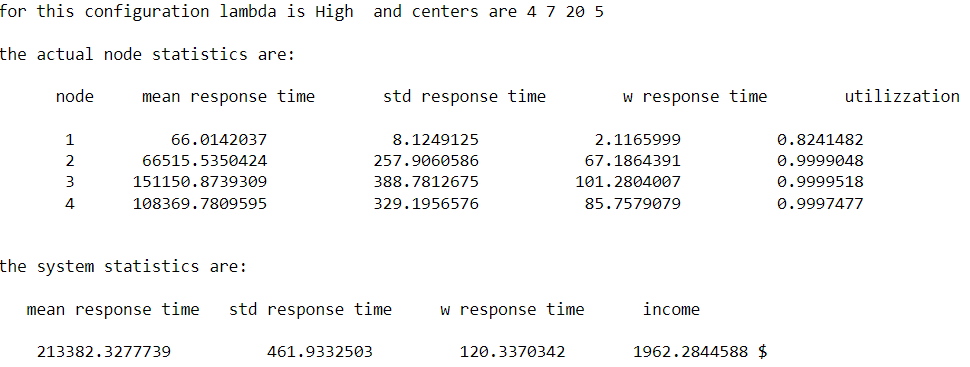 for this configuration lambda is High and centers are 4 7 20 5
the actual node statistics are:
node mean response time std response time w response time utilizzation
1 66.0142037 8.1249125 2.1165999 0.8241482
2 66515.5350424 257.9060586 67.1864391 0.9999048
3 151150.8739309 388.7812675 101.2804007 0.9999518
4 108369.7809595 329.1956576 85.7579079 0.9997477
the system statistics are:
mean response time std response time w response time income
213382.3277739 461.9332503 120.3370342 1962.2844588 $